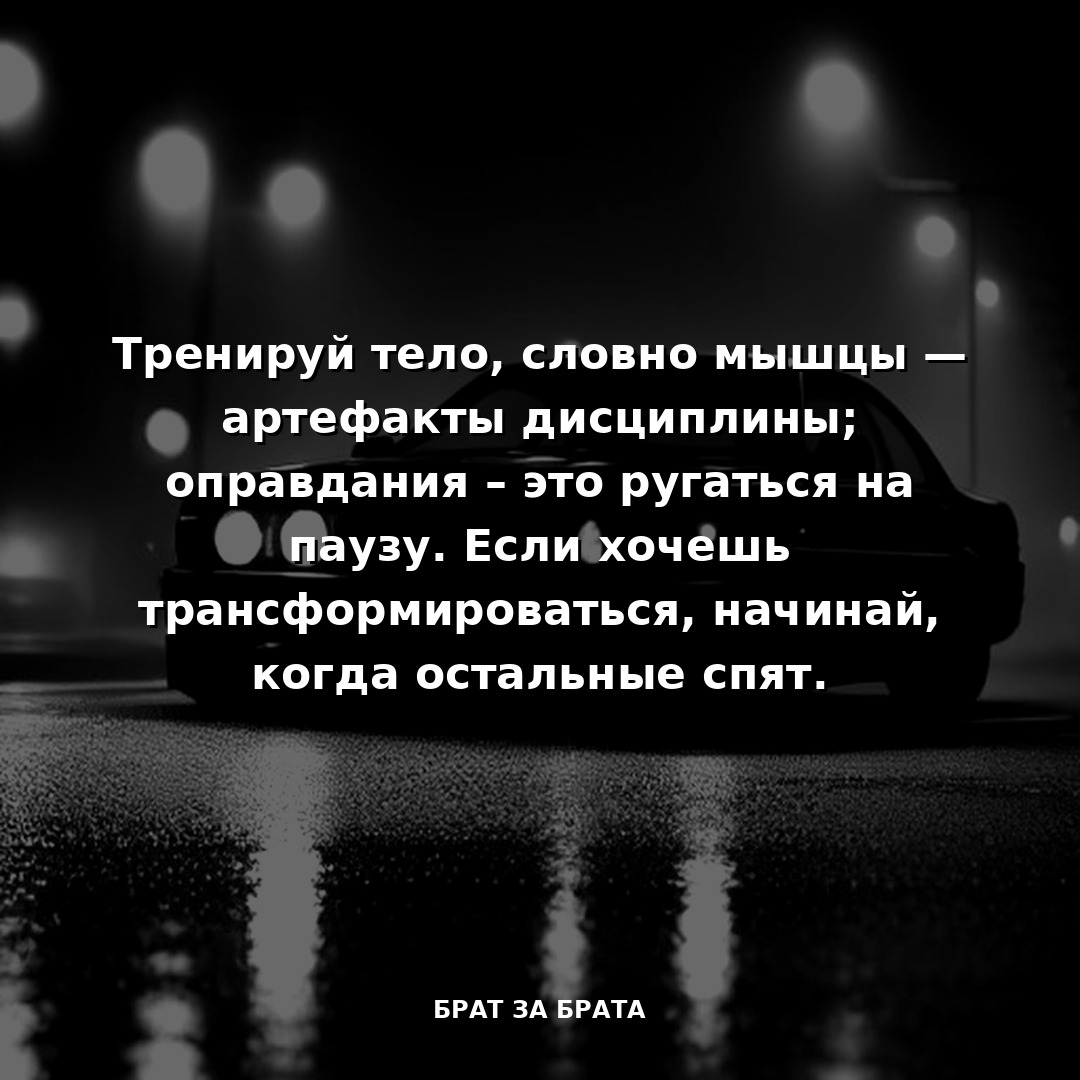 Тренируй тело, словно мышцы —
артефакты дисциплины;
оправдания – это ругаться на
паузу. Если хочешь
трансформироваться, начинай,
когда остальные спят.
БРАТ ЗА БРАТА